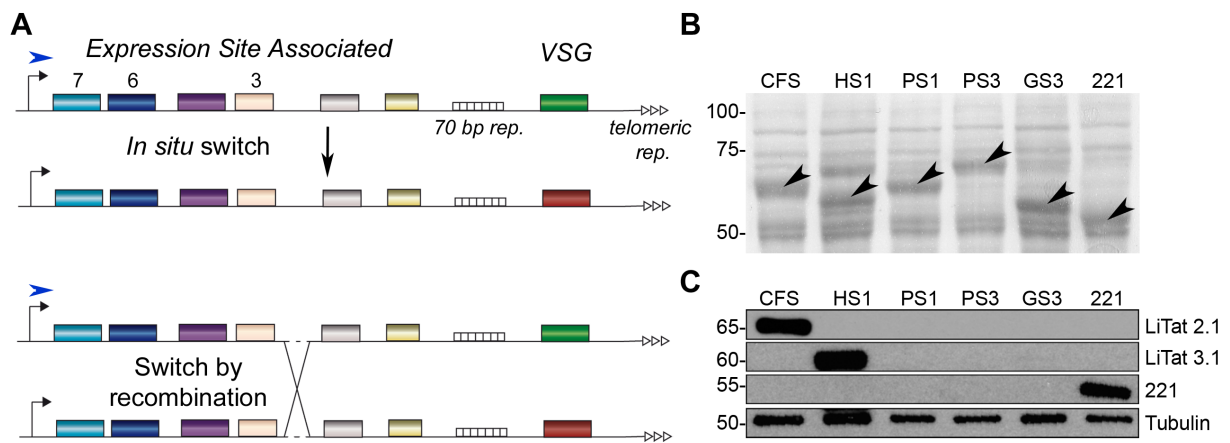 A
Expression Site Associated
VSG
7
6
3
70 bp rep.
telomeric
rep.
In situ switch
Switch by
recombination
B
CFS HS1 PS1 PS3 GS3 221
100-
75-
50-
C
CFS HS1 PS1 PS3 GS3 221
65- LiTat 2.1
60- LiTat 3.1
55- 221
50- Tubulin